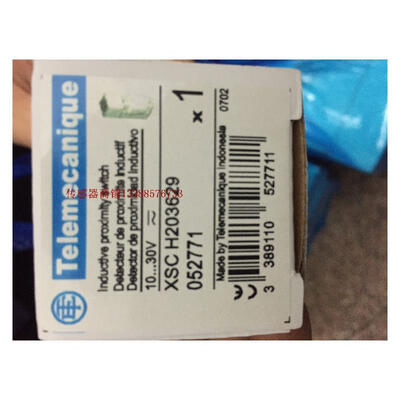 Telemecanique
x 1
0702
Inductive proximity switch
Détecteur de proximité inductif
Detector de proximidad inductivo
10...30V
XSC H203629
052771
Made by Telemecanique Indonesia
3 389110 527711